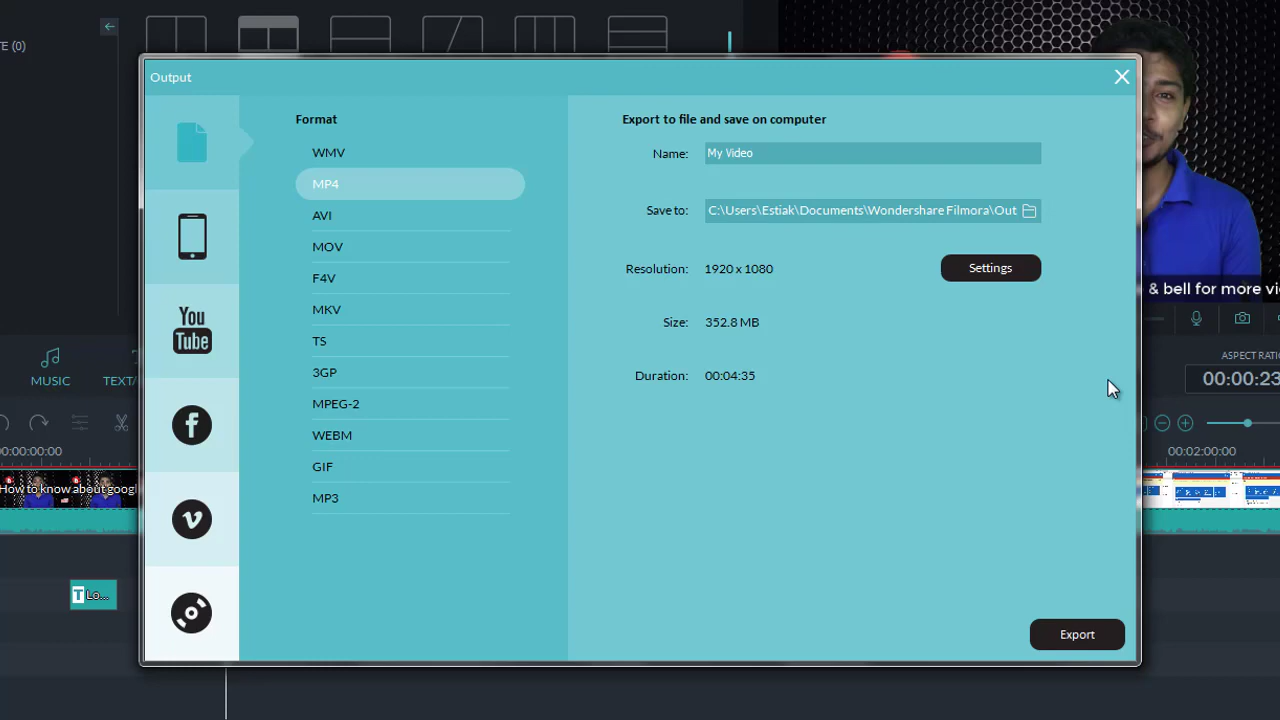 TE (0)
Output
Format
WMV
MP4
AVI
MOV
F4V
MKV
TS
3GP
MPEG-2
WEBM
GIF
MP3
You
Tube
Export to file and save on computer
Name: My Video
Save to: C:\Users\Estiak\Documents\Wondershare Filmora\Out
Resolution: 1920 x 1080
Settings
Size: 352.8 MB
Duration: 00:04:35
Export
& bell for more vi
MUSIC
TEXT/
ASPECT RATIO
00:00:23
00:00:00:00
00:02:00:00
How to know about google
T Lo...